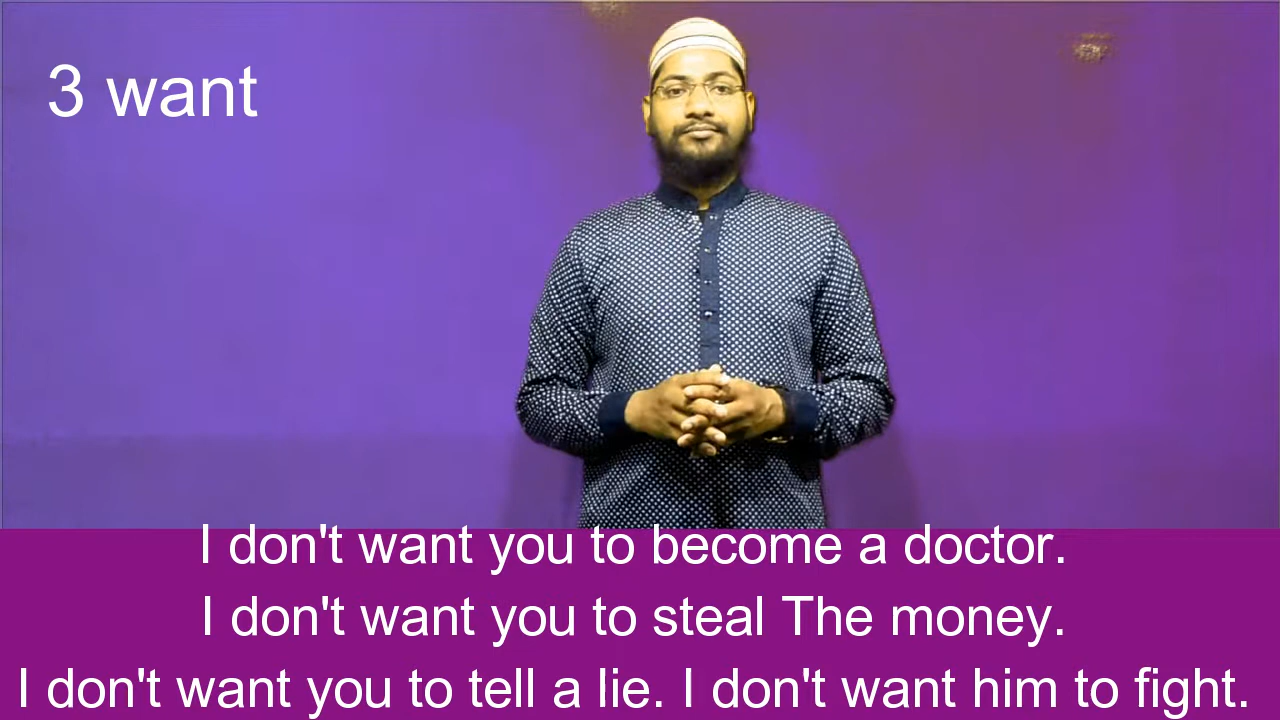 3 want
I don't want you to become a doctor.
I don't want you to steal The money.
I don't want you to tell a lie. I don't want him to fight.